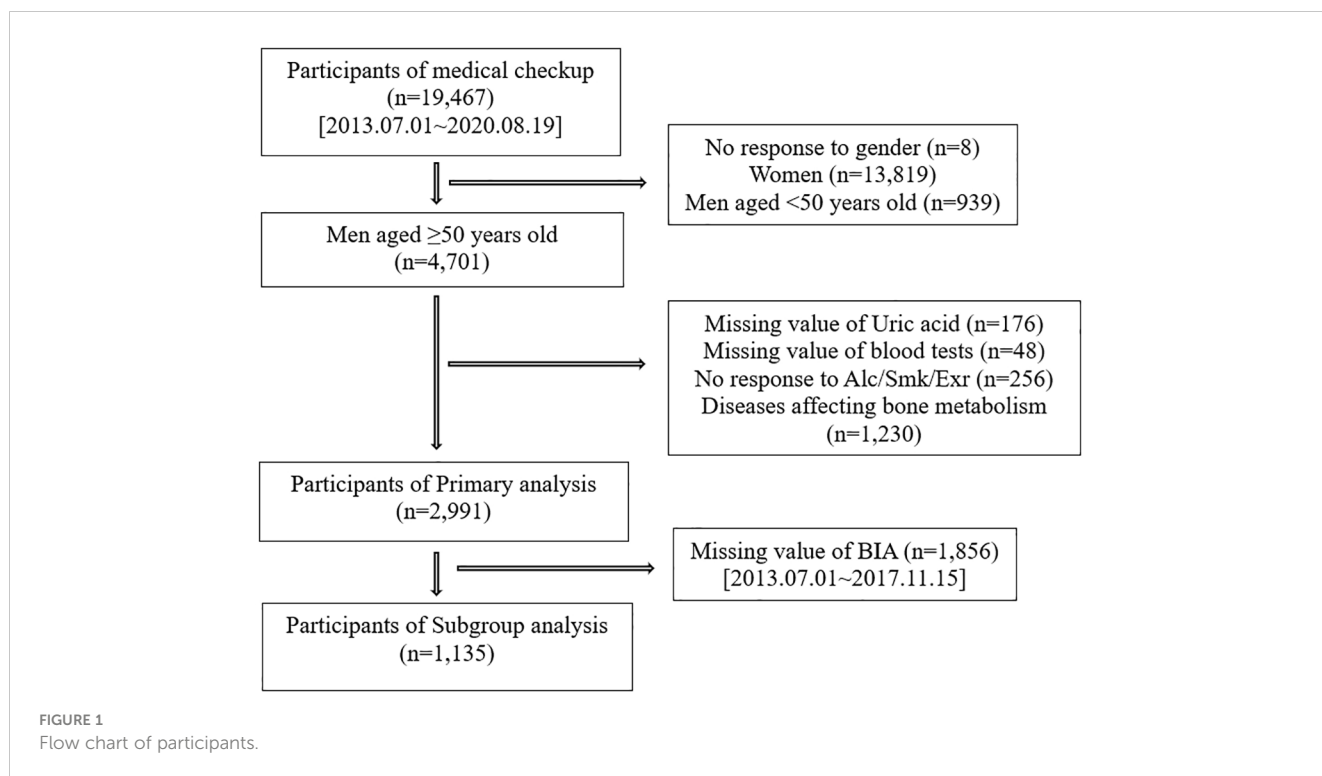 Participants of medical checkup
(n=19,467)
[2013.07.01~2020.08.19]
No response to gender (n=8)
Women (n=13,819)
Men aged <50 years old (n=939)
Men aged ≥50 years old
(n=4,701)
Missing value of Uric acid (n=176)
Missing value of blood tests (n=48)
No response to Alc/Smk/Exr (n=256)
Diseases affecting bone metabolism
(n=1,230)
Participants of Primary analysis
(n=2,991)
Missing value of BIA (n=1,856)
[2013.07.01~2017.11.15]
Participants of Subgroup analysis
(n=1,135)
FIGURE 1
Flow chart of participants.